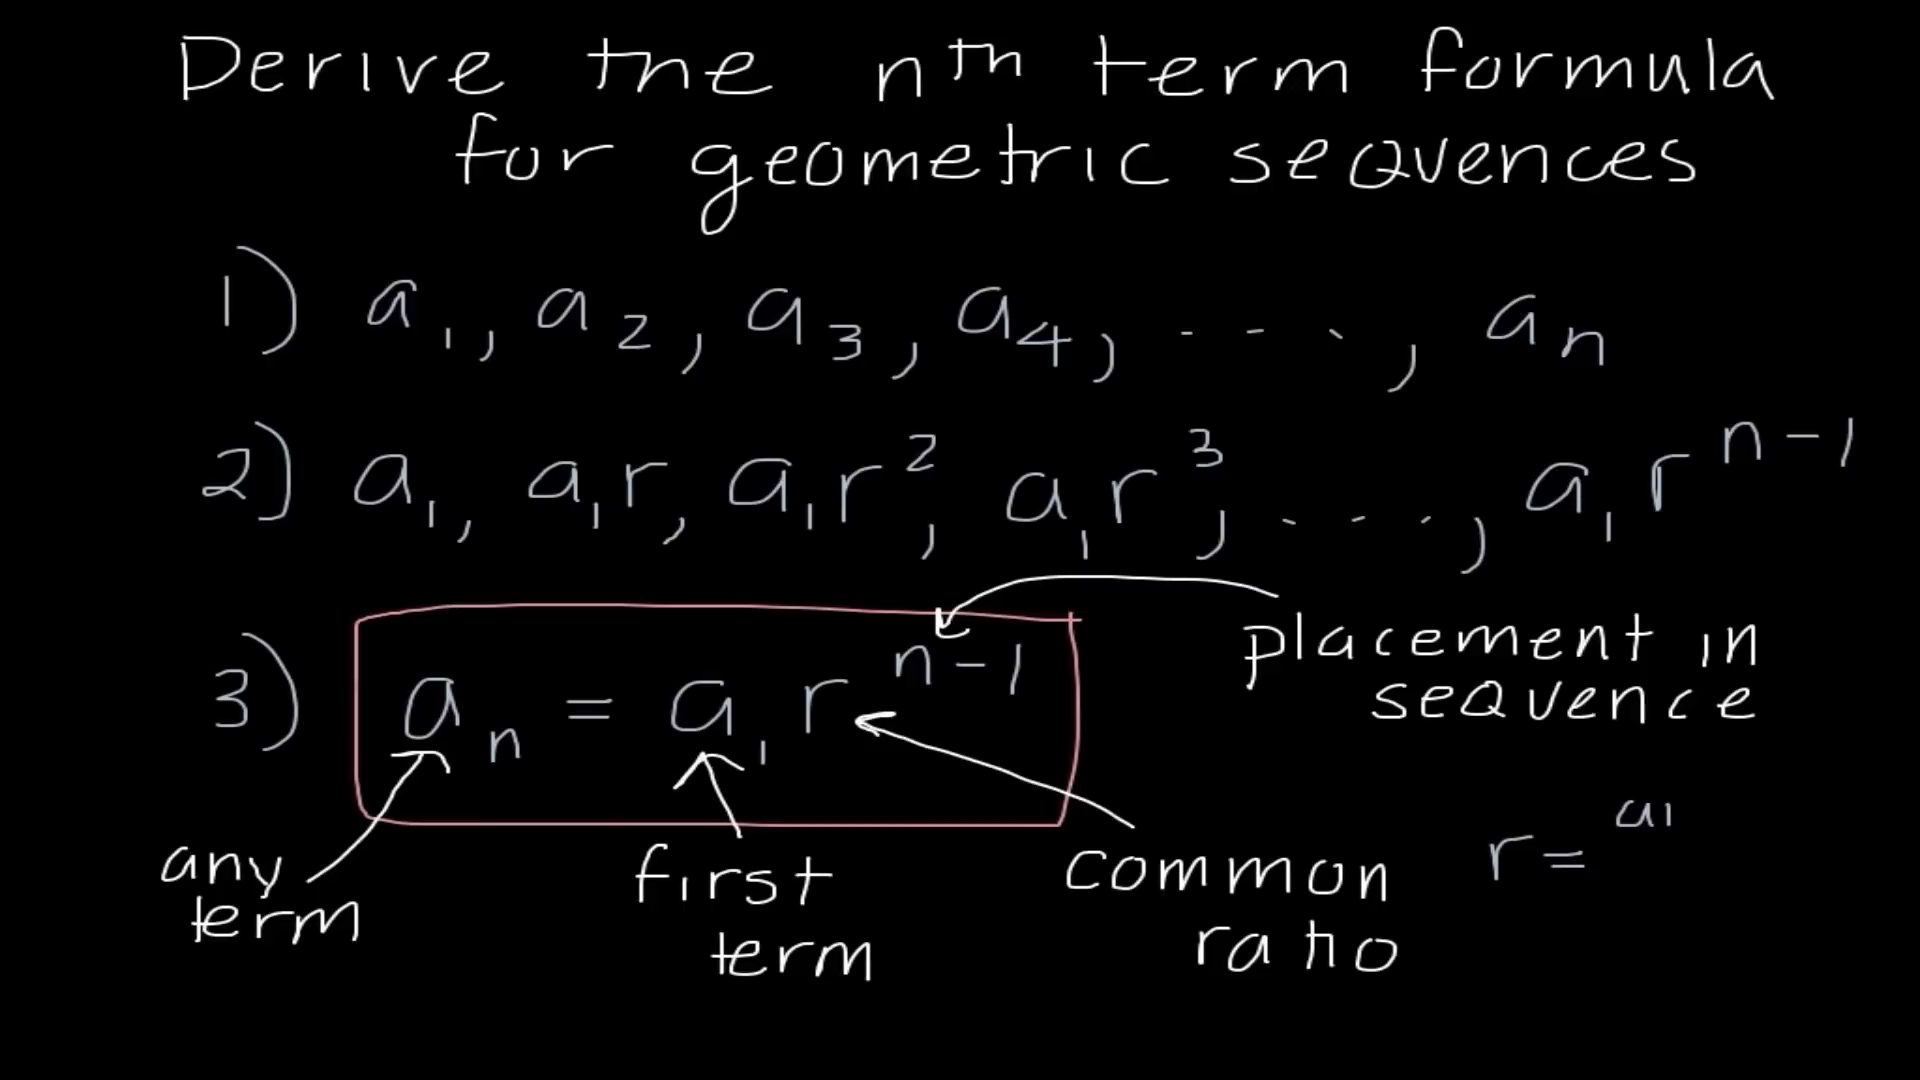 Derive the nᵗʰ term formula
for geometric sequences
1) a₁, a₂, a₃, a₄, ..., aₙ
2) a₁, a₁r, a₁r², a₁r³, ..., a₁rⁿ⁻¹
3) aₙ = a₁rⁿ⁻¹
placement in
sequence
any
term
first
term
common
ratio
r = a₁